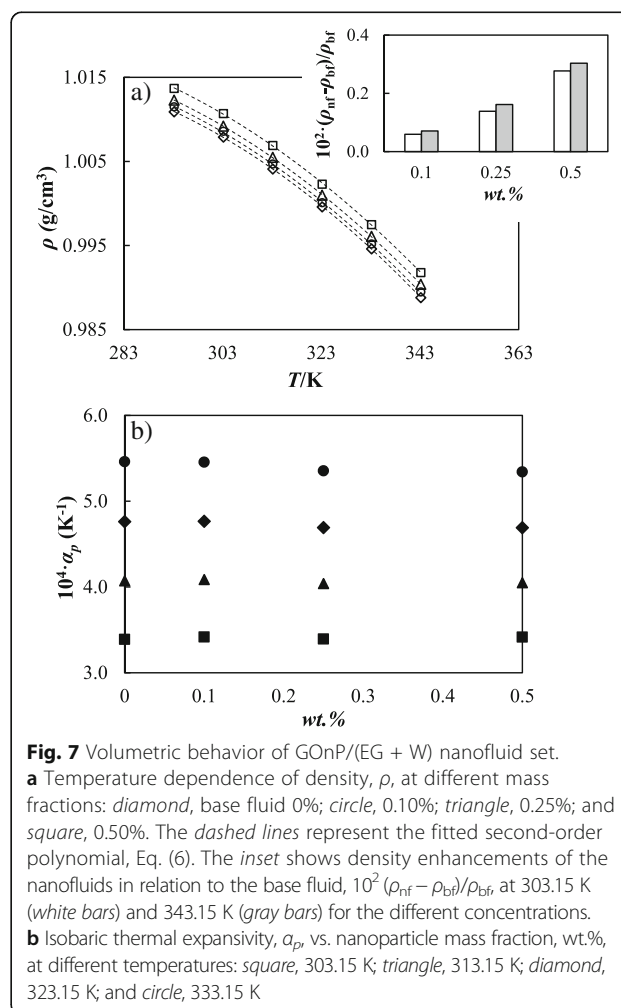 a)
1.015
1.005
0.995
0.985
ρ (g/cm³)
283 303 323 343 363
T/K
10²·(ρnf-ρbf)/ρbf
0.4
0.2
0.0
0.1 0.25 0.5
wt.%
b)
6.0
5.0
4.0
3.0
10⁴·αp (K⁻¹)
0 0.1 0.2 0.3 0.4 0.5
wt.%
Fig. 7 Volumetric behavior of GOnP/(EG + W) nanofluid set.
a Temperature dependence of density, ρ, at different mass
fractions: diamond, base fluid 0%; circle, 0.10%; triangle, 0.25%; and
square, 0.50%. The dashed lines represent the fitted second-order
polynomial, Eq. (6). The inset shows density enhancements of the
nanofluids in relation to the base fluid, 10² (ρnf − ρbf)/ρbf, at 303.15 K
(white bars) and 343.15 K (gray bars) for the different concentrations.
b Isobaric thermal expansivity, αp, vs. nanoparticle mass fraction, wt.%,
at different temperatures: square, 303.15 K; triangle, 313.15 K; diamond,
323.15 K; and circle, 333.15 K